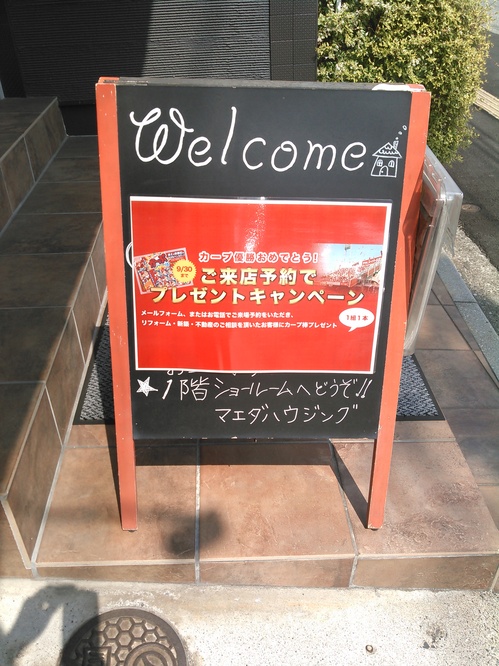 Welcome
カープ優勝おめでとう!
9/30
まで
ご来店予約で
プレゼントキャンペーン
メールフォーム、またはお電話でご来場予約をいただき、
リフォーム・新築・不動産のご相談を頂いたお客様にカープ棒プレゼント
1組1本
★1階ショールームへどうぞ!!
マエダハウジング